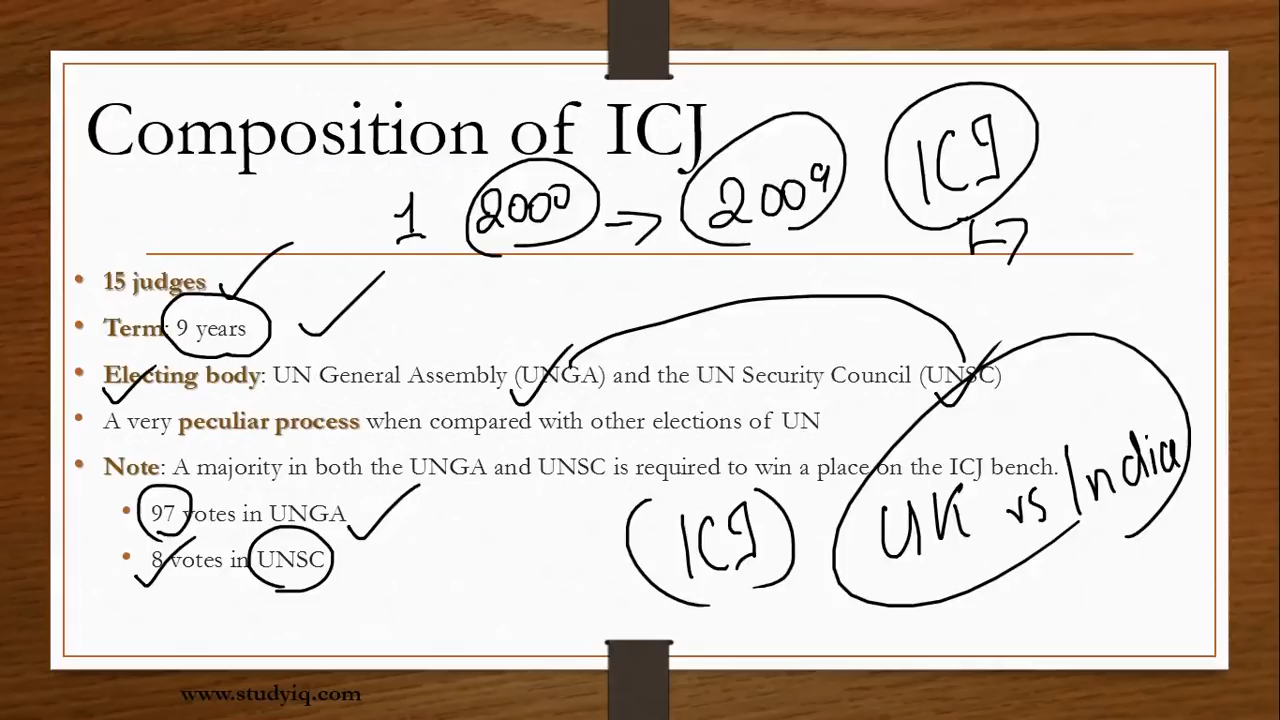 Composition of ICJ
1 2000 → 2009 ICJ
15 judges
Term: 9 years
Electing body: UN General Assembly (UNGA) and the UN Security Council (UNSC)
A very peculiar process when compared with other elections of UN
Note: A majority in both the UNGA and UNSC is required to win a place on the ICJ bench.
97 votes in UNGA
8 votes in UNSC
(ICJ) UK vs India
www.studyiq.com